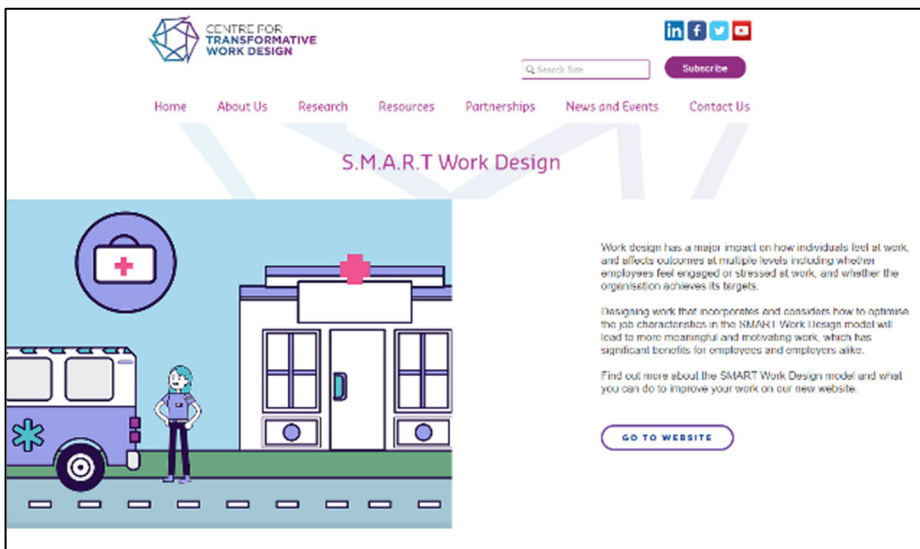 CENTRE FOR
TRANSFORMATIVE
WORK DESIGN
Search Site
Subscribe
Home About Us Research Resources Partnerships News and Events Contact Us
S.M.A.R.T Work Design
Work design has a major impact on how individuals feel at work,
and affects outcomes at multiple levels including whether
employees feel engaged or stressed at work, and whether the
organisation achieves its targets.
Designing work that incorporates and considers how to optimise
the job characteristics in the SMART Work Design model will
lead to more meaningful and motivating work, which has
significant benefits for employees and employers alike.
Find out more about the SMART Work Design model and what
you can do to improve your work on our new website.
GO TO WEBSITE